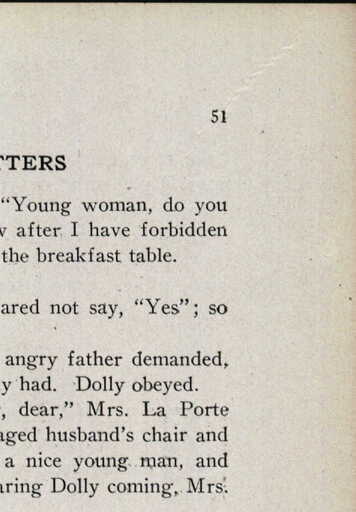 51
TTERS
"Young woman, do you
after I have forbidden
the breakfast table.
ared not say, "Yes"; so
angry father demanded,
y had. Dolly obeyed.
, dear," Mrs. La Porte
aged husband's chair and
a nice young man, and
aring Dolly coming, Mrs.